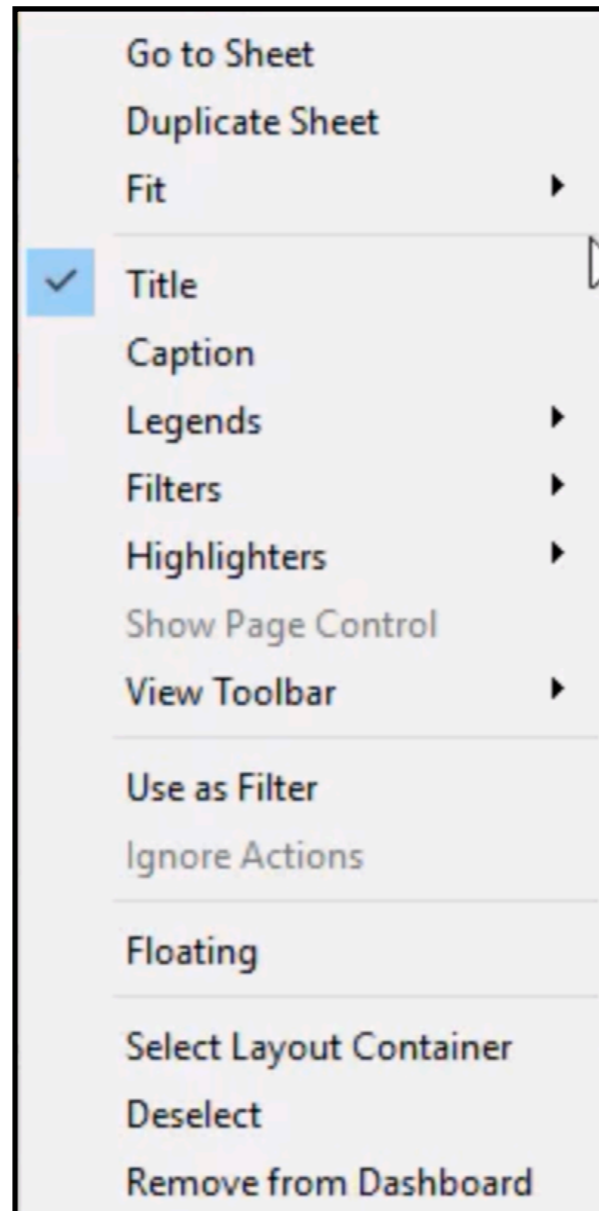 Go to Sheet
Duplicate Sheet
Fit
Title
Caption
Legends
Filters
Highlighters
Show Page Control
View Toolbar
Use as Filter
Ignore Actions
Floating
Select Layout Container
Deselect
Remove from Dashboard